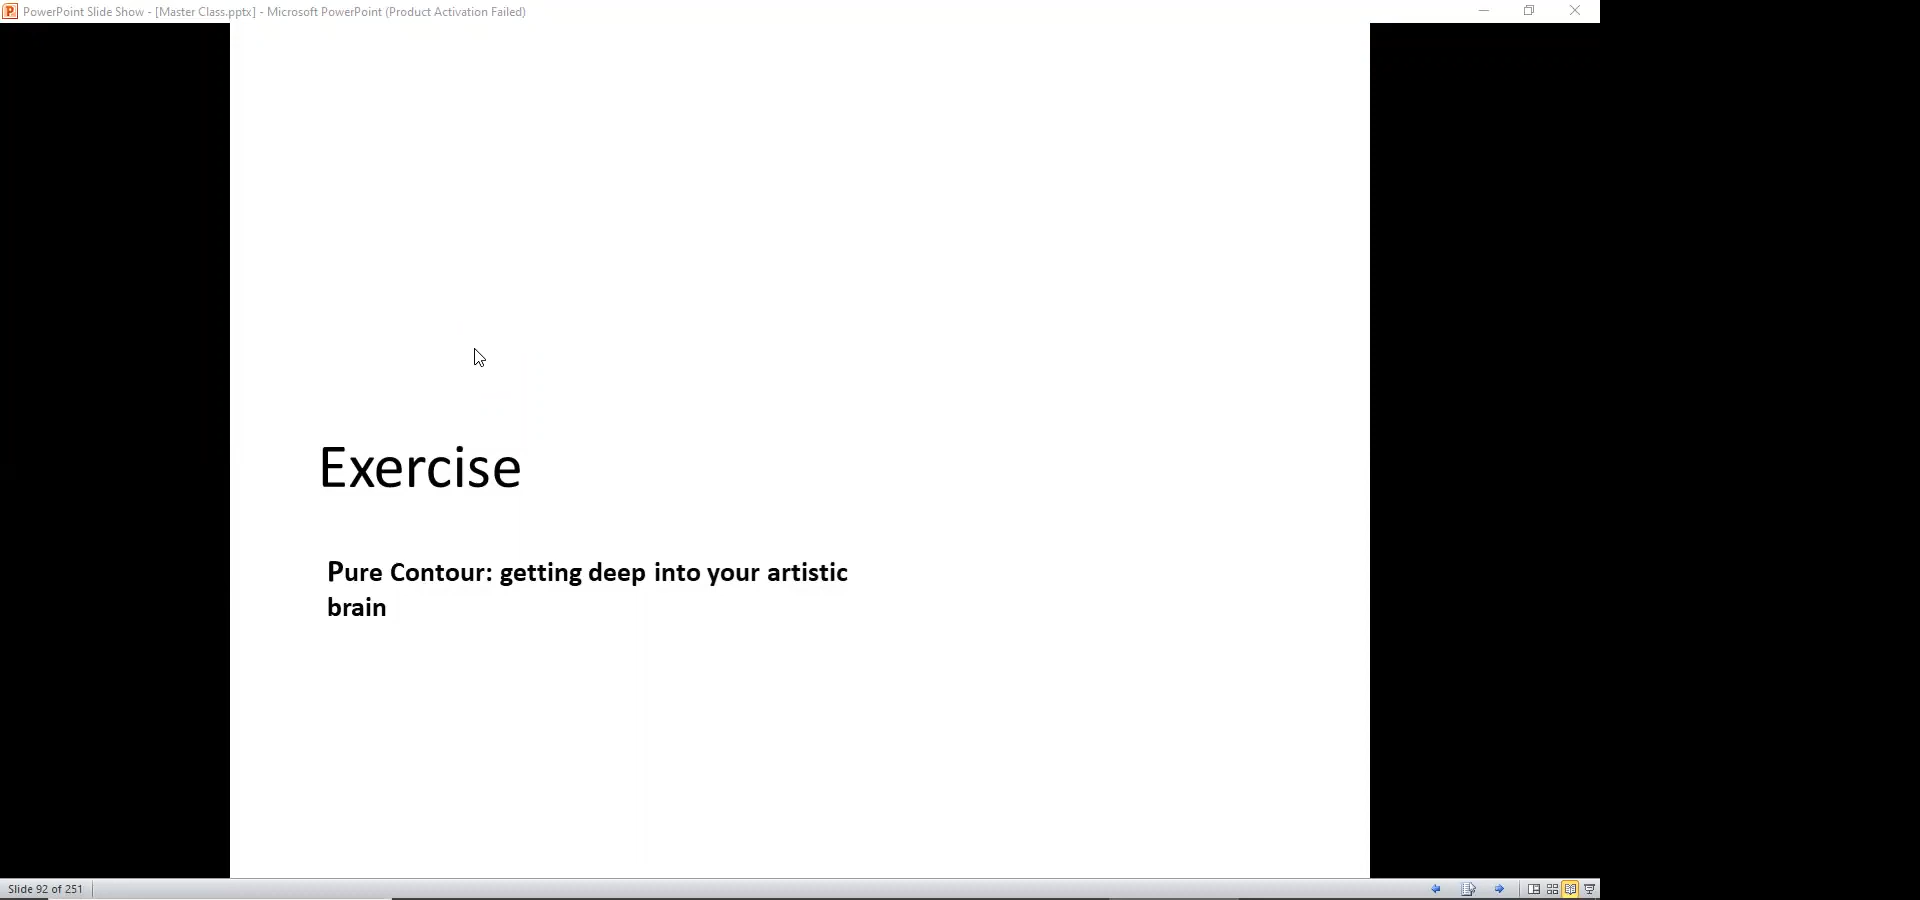 PowerPoint Slide Show - [Master Class.pptx] - Microsoft PowerPoint (Product Activation Failed)
Exercise
Pure Contour: getting deep into your artistic
brain
Slide 92 of 251